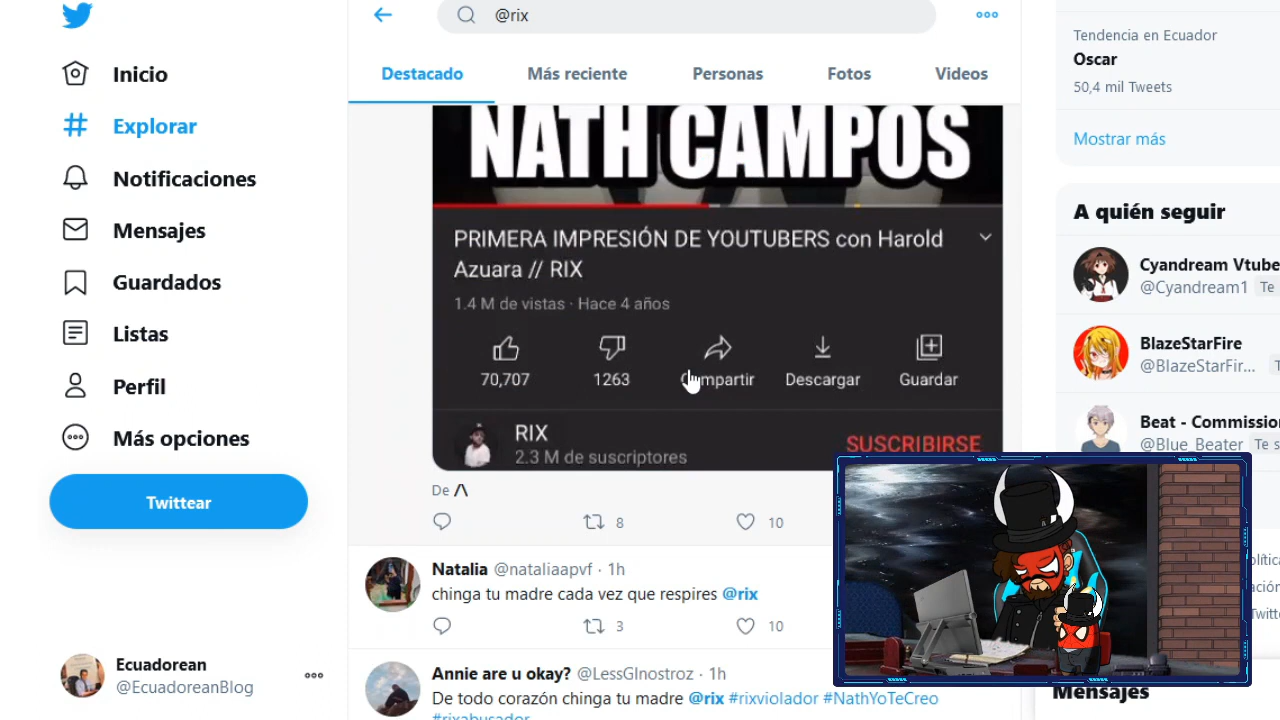 @rix
Inicio
Explorar
Notificaciones
Mensajes
Guardados
Listas
Perfil
Más opciones
Twittear
Ecuadorean
@EcuadoreanBlog
Destacado
Más reciente
Personas
Fotos
Videos
NATH CAMPOS
PRIMERA IMPRESIÓN DE YOUTUBERS con Harold
Azuara // RIX
1.4 M de vistas · Hace 4 años
70,707
1263
Compartir
Descargar
Guardar
RIX
2.3 M de suscriptores
SUSCRIBIRSE
De /\
8
10
Natalia @nataliaapvf · 1h
chinga tu madre cada vez que respires @rix
3
10
Annie are u okay? @LessGInostroz · 1h
De todo corazón chinga tu madre @rix #rixviolador #NathYoTeCreo
#rixabusador
Tendencia en Ecuador
Oscar
50,4 mil Tweets
Mostrar más
A quién seguir
Cyandream Vtube
@Cyandream1 Te
BlazeStarFire
@BlazeStarFir... T
Beat - Commission
@Blue_Beater Te s
Mensajes